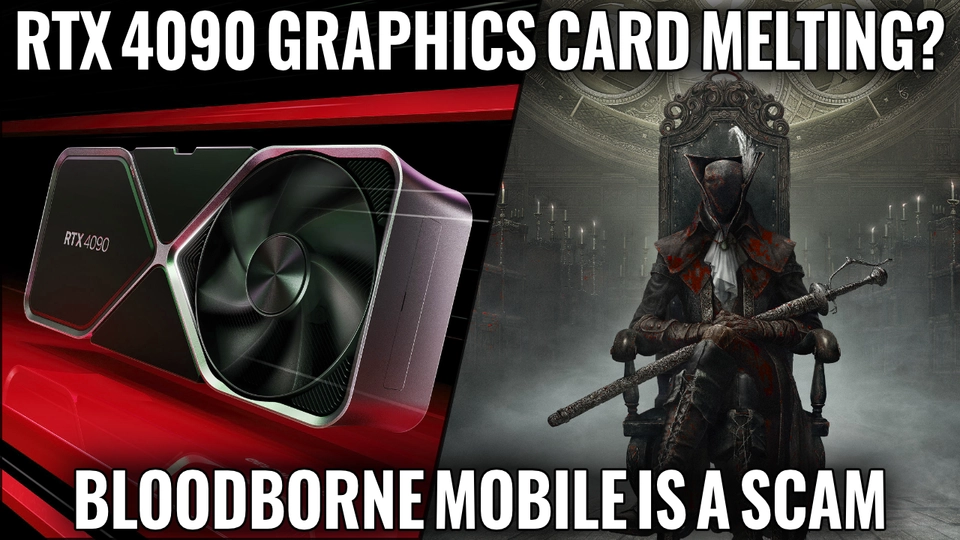 RTX 4090 GRAPHICS CARD MELTING?
RTX 4090
BLOODBORNE MOBILE IS A SCAM